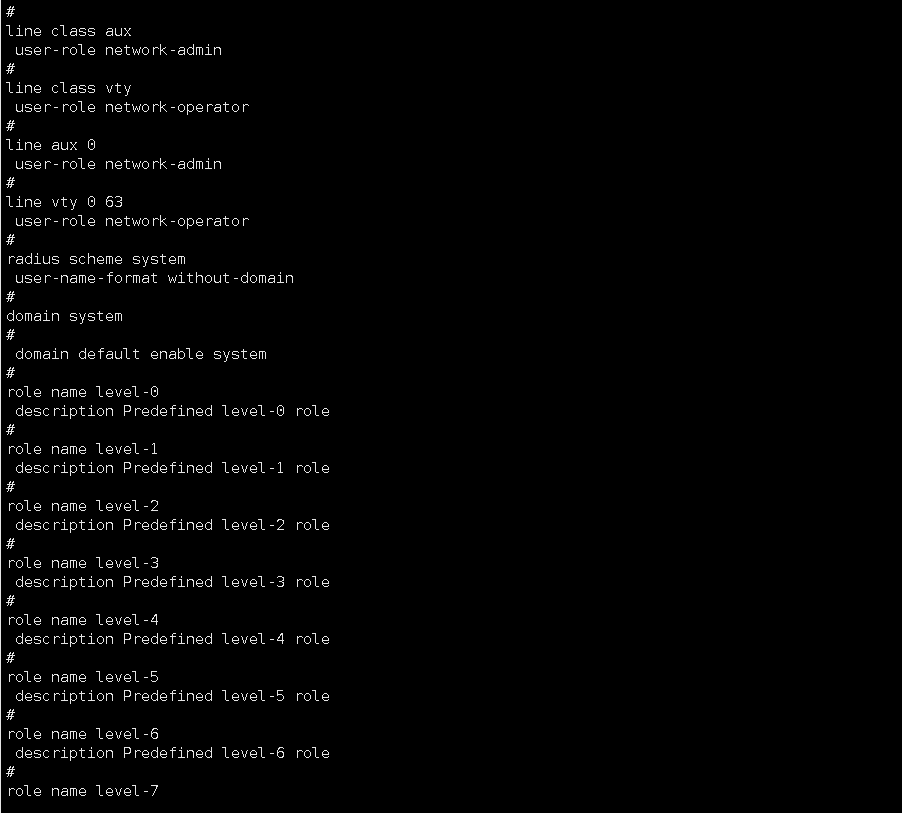 #
line class aux
 user-role network-admin
#
line class vty
 user-role network-operator
#
line aux 0
 user-role network-admin
#
line vty 0 63
 user-role network-operator
#
radius scheme system
 user-name-format without-domain
#
domain system
#
 domain default enable system
#
role name level-0
 description Predefined level-0 role
#
role name level-1
 description Predefined level-1 role
#
role name level-2
 description Predefined level-2 role
#
role name level-3
 description Predefined level-3 role
#
role name level-4
 description Predefined level-4 role
#
role name level-5
 description Predefined level-5 role
#
role name level-6
 description Predefined level-6 role
#
role name level-7